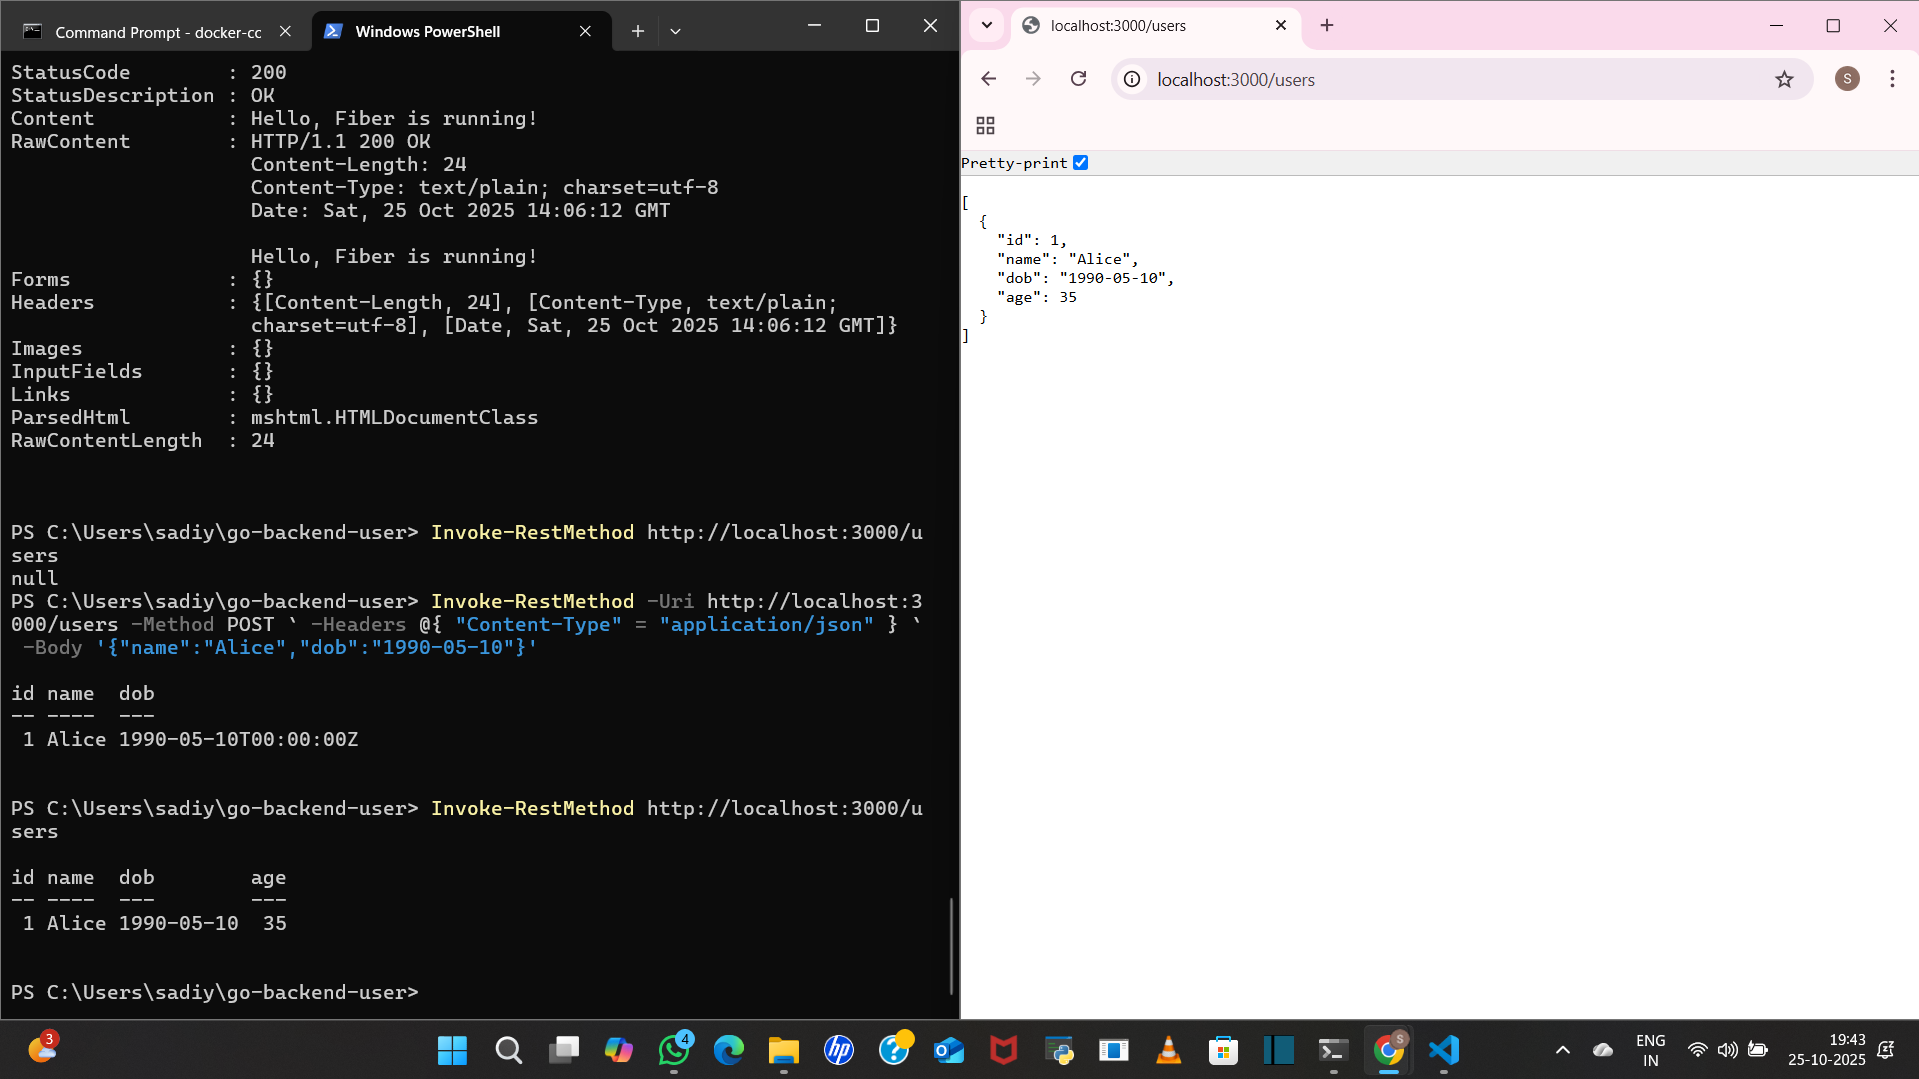 Command Prompt - docker-cc
Windows PowerShell
StatusCode        : 200
StatusDescription : OK
Content           : Hello, Fiber is running!
RawContent        : HTTP/1.1 200 OK
                    Content-Length: 24
                    Content-Type: text/plain; charset=utf-8
                    Date: Sat, 25 Oct 2025 14:06:12 GMT

                    Hello, Fiber is running!
Forms             : {}
Headers           : {[Content-Length, 24], [Content-Type, text/plain;
                    charset=utf-8], [Date, Sat, 25 Oct 2025 14:06:12 GMT]}
Images            : {}
InputFields       : {}
Links             : {}
ParsedHtml        : mshtml.HTMLDocumentClass
RawContentLength  : 24

PS C:\Users\sadiy\go-backend-user> Invoke-RestMethod http://localhost:3000/u
sers
null
PS C:\Users\sadiy\go-backend-user> Invoke-RestMethod -Uri http://localhost:3
000/users -Method POST ` -Headers @{ "Content-Type" = "application/json" } `
 -Body '{"name":"Alice","dob":"1990-05-10"}'

id name  dob
-- ----  ---
 1 Alice 1990-05-10T00:00:00Z

PS C:\Users\sadiy\go-backend-user> Invoke-RestMethod http://localhost:3000/u
sers

id name  dob        age
-- ----  ---        ---
 1 Alice 1990-05-10  35

PS C:\Users\sadiy\go-backend-user>
localhost:3000/users
localhost:3000/users
S
Pretty-print
[
  {
    "id": 1,
    "name": "Alice",
    "dob": "1990-05-10",
    "age": 35
  }
]
3
4
hp
S
ENG
IN
19:43
25-10-2025